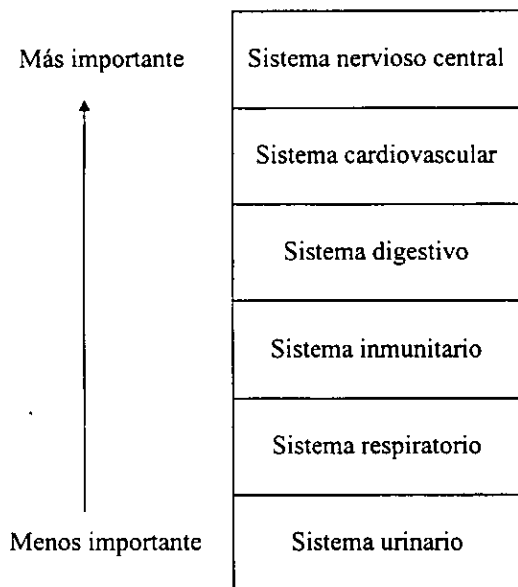 Más importante
Sistema nervioso central
Sistema cardiovascular
Sistema digestivo
Sistema inmunitario
Sistema respiratorio
Menos importante
Sistema urinario